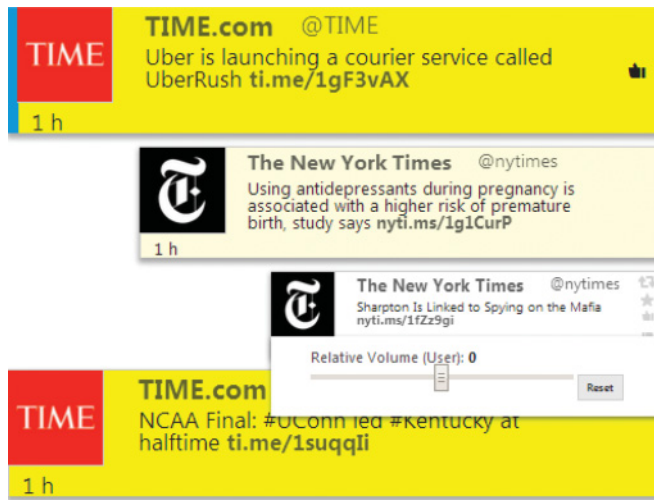 TIME
TIME.com @TIME
Uber is launching a courier service called
UberRush ti.me/1gF3vAX
1 h
The New York Times @nytimes
Using antidepressants during pregnancy is
associated with a higher risk of premature
birth, study says nyti.ms/1g1CurP
1 h
The New York Times @nytimes
Sharpton Is Linked to Spying on the Mafia
nyti.ms/1fZz9gi
Relative Volume (User): 0
Reset
TIME
TIME.com
NCAA Final: #UConn led #Kentucky at
halftime ti.me/1suqqIi
1 h